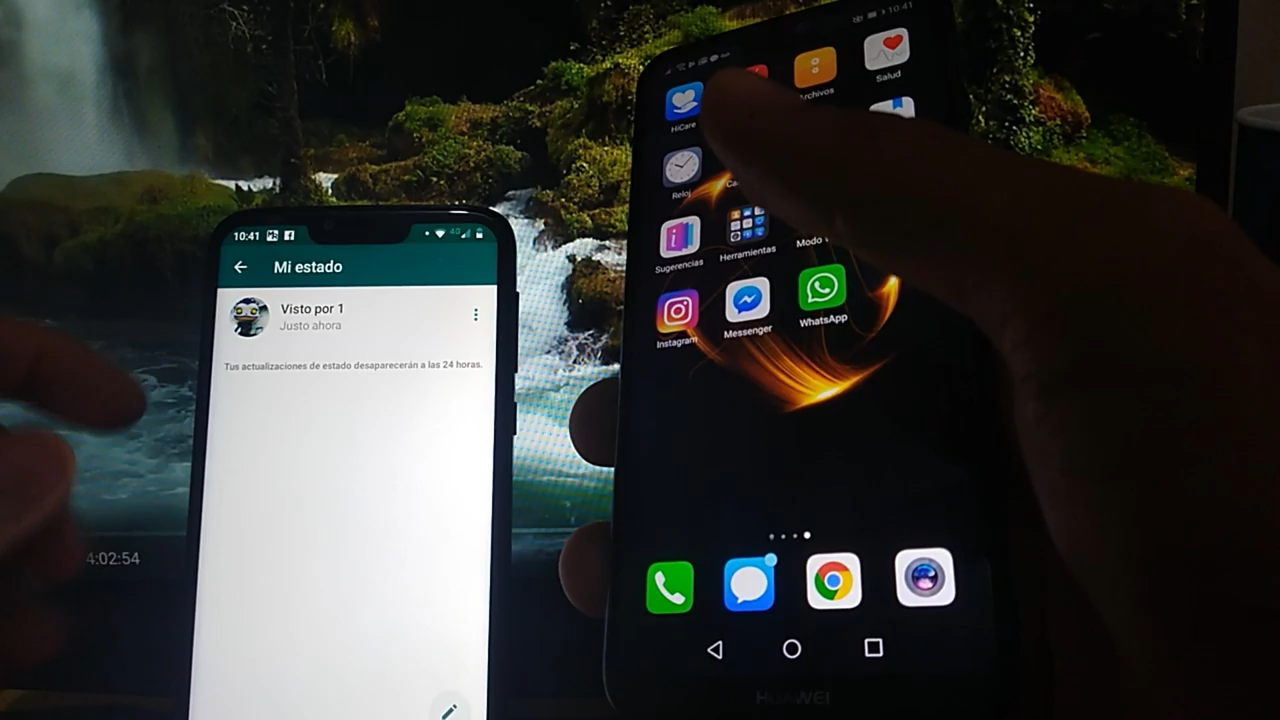 10:41
Mi estado
Visto por 1
Justo ahora
Tus actualizaciones de estado desaparecerán a las 24 horas.
4:02:54
10:41
HiCare
Archivos
Salud
Reloj
Sugerencias
Herramientas
Modo
Instagram
Messenger
WhatsApp
HUAWEI